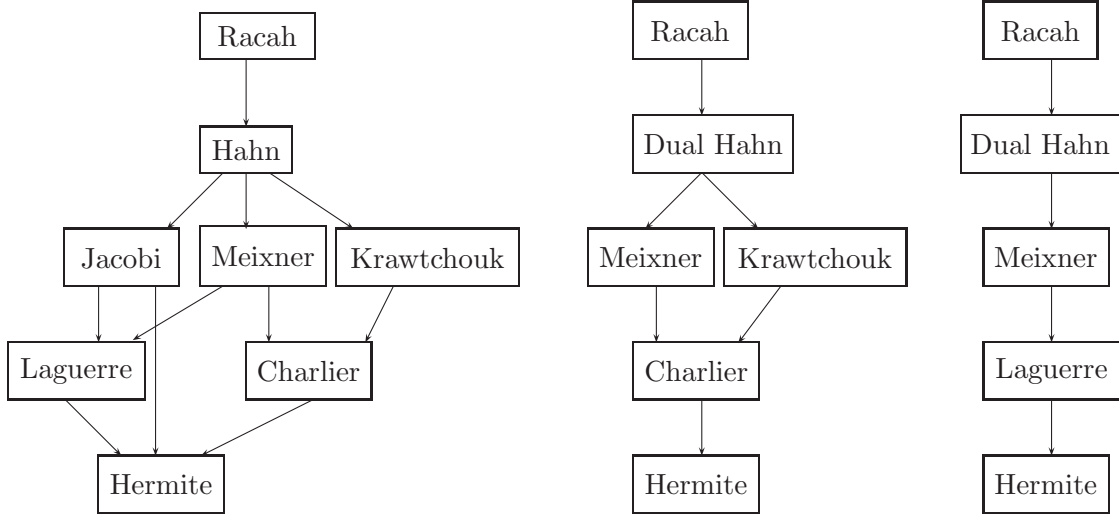 Racah
Hahn
Jacobi
Meixner
Krawtchouk
Laguerre
Charlier
Hermite
Racah
Dual Hahn
Meixner
Krawtchouk
Charlier
Hermite
Racah
Dual Hahn
Meixner
Laguerre
Hermite